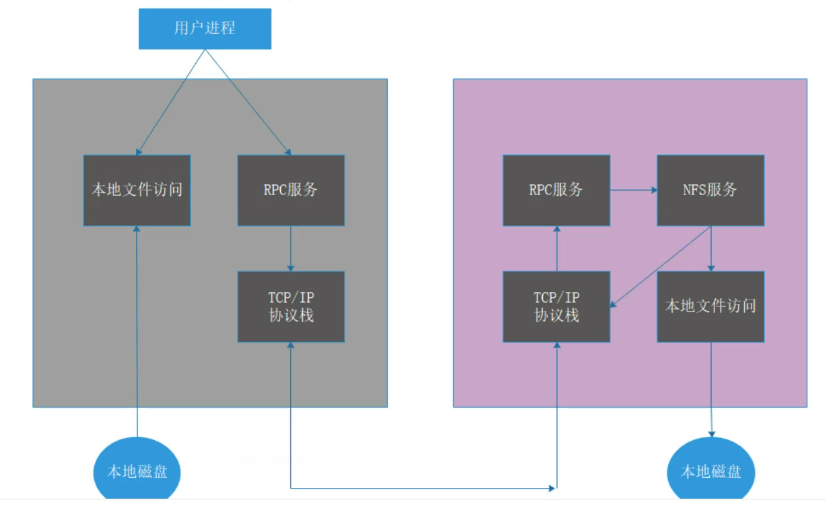 用户进程
本地文件访问
RPC服务
RPC服务
NFS服务
TCP/IP
协议栈
TCP/IP
协议栈
本地文件访问
本地磁盘
本地磁盘